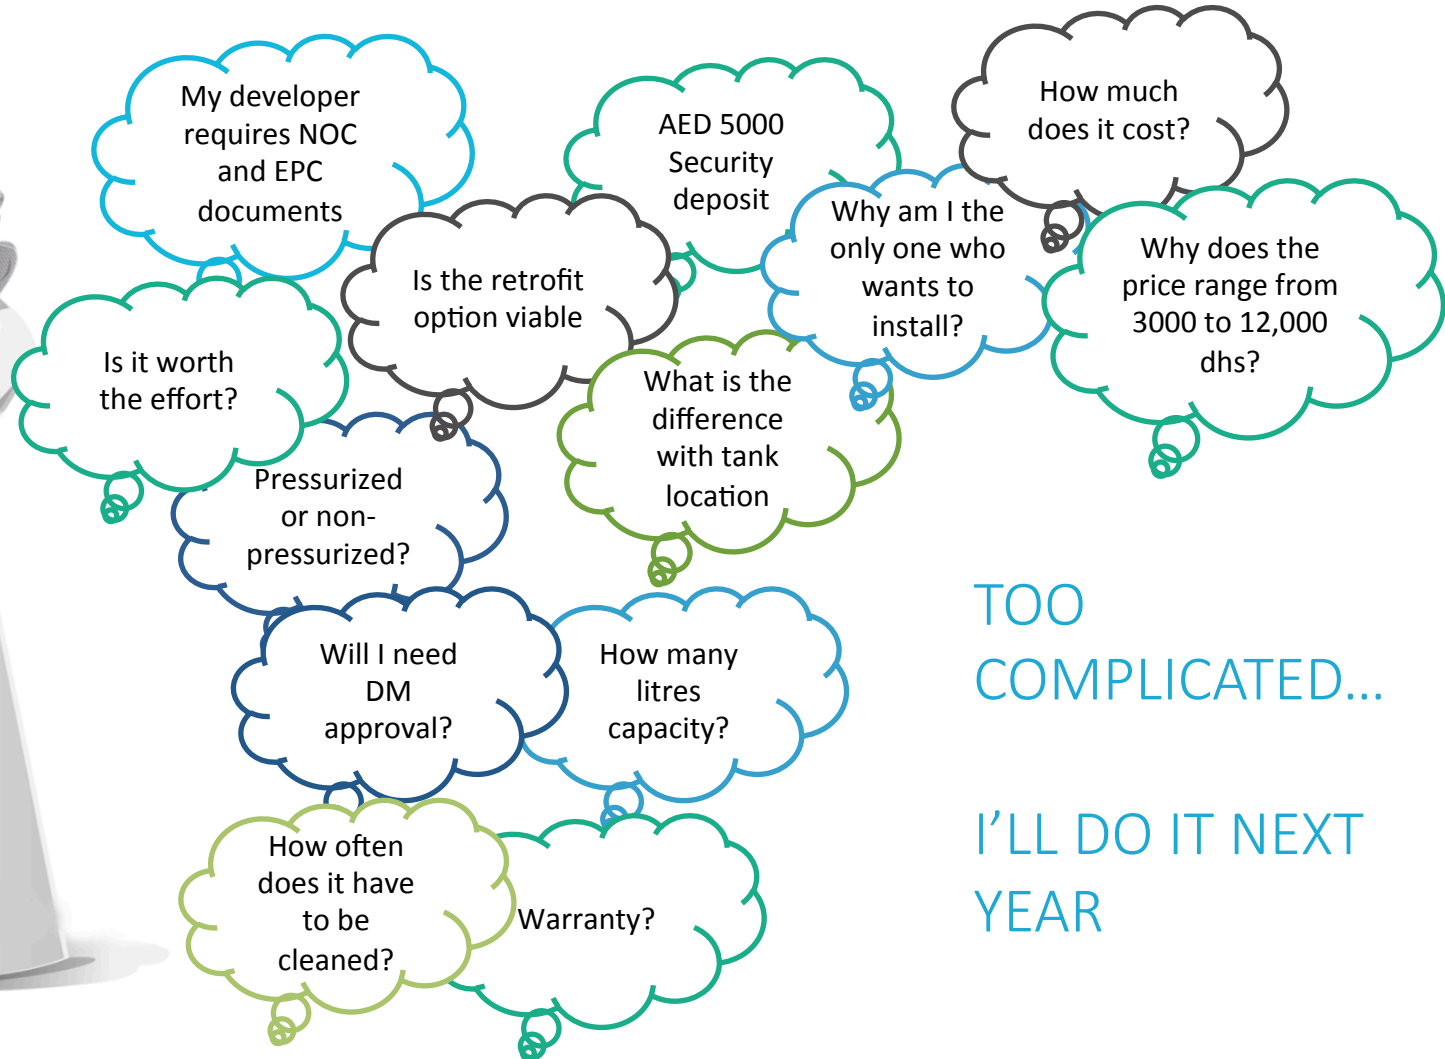 My developer
requires NOC
and EPC
documents
AED 5000
Security
deposit
How much
does it cost?
Is the retrofit
option viable
Why am I the
only one who
wants to
install?
Why does the
price range from
3000 to 12,000
dhs?
Is it worth
the effort?
What is the
difference
with tank
location
Pressurized
or non-
pressurized?
Will I need
DM
approval?
How many
litres
capacity?
How often
does it have
to be
cleaned?
Warranty?
TOO
COMPLICATED...
I’LL DO IT NEXT
YEAR